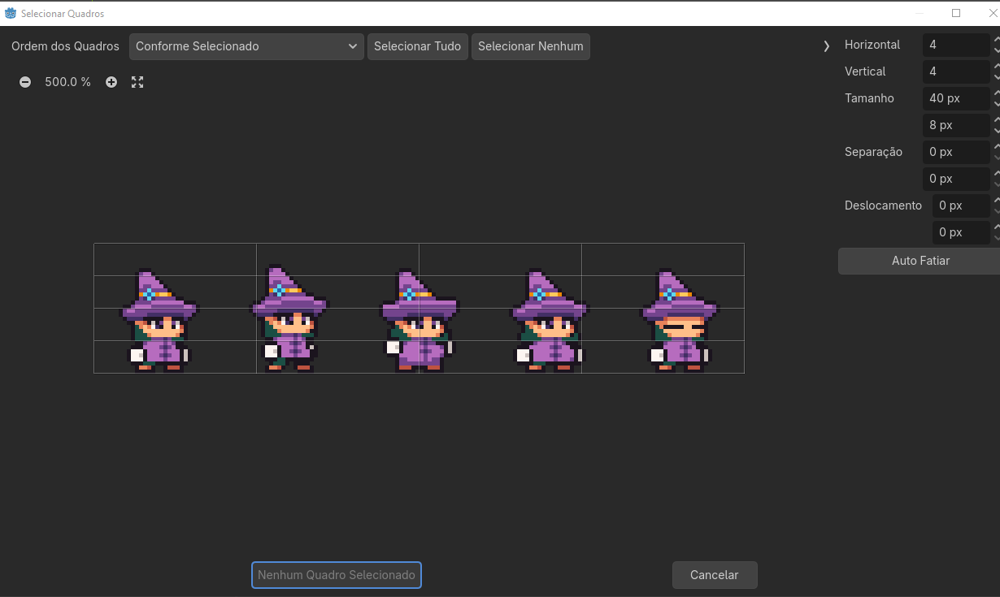 Selecionar Quadros
Ordem dos Quadros Conforme Selecionado Selecionar Tudo Selecionar Nenhum
500.0 %
Horizontal 4
Vertical 4
Tamanho 40 px
8 px
Separação 0 px
0 px
Deslocamento 0 px
0 px
Auto Fatiar
Nenhum Quadro Selecionado Cancelar